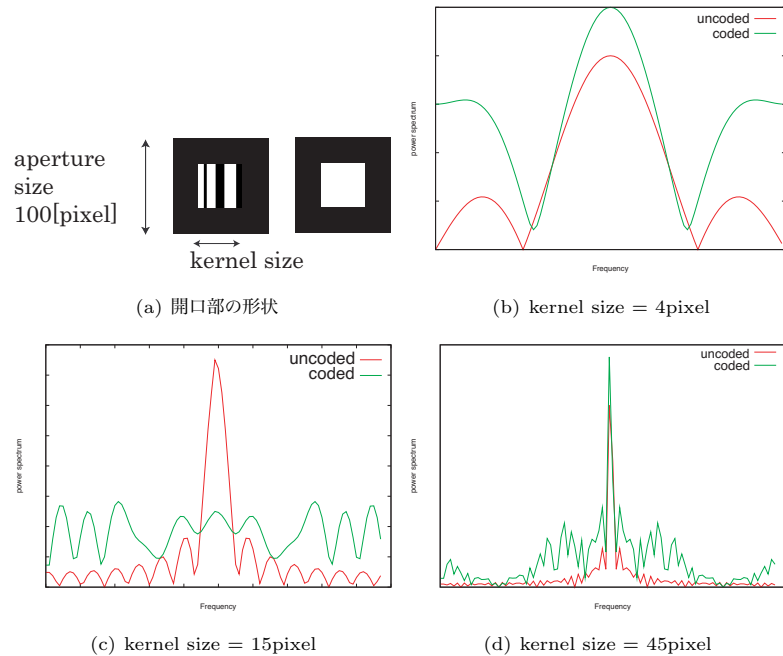 aperture
size
100[pixel]
kernel size
(a) 開口部の形状
uncoded
coded
power spectrum
Frequency
(b) kernel size = 4pixel
uncoded
coded
power spectrum
Frequency
(c) kernel size = 15pixel
uncoded
coded
power spectrum
Frequency
(d) kernel size = 45pixel